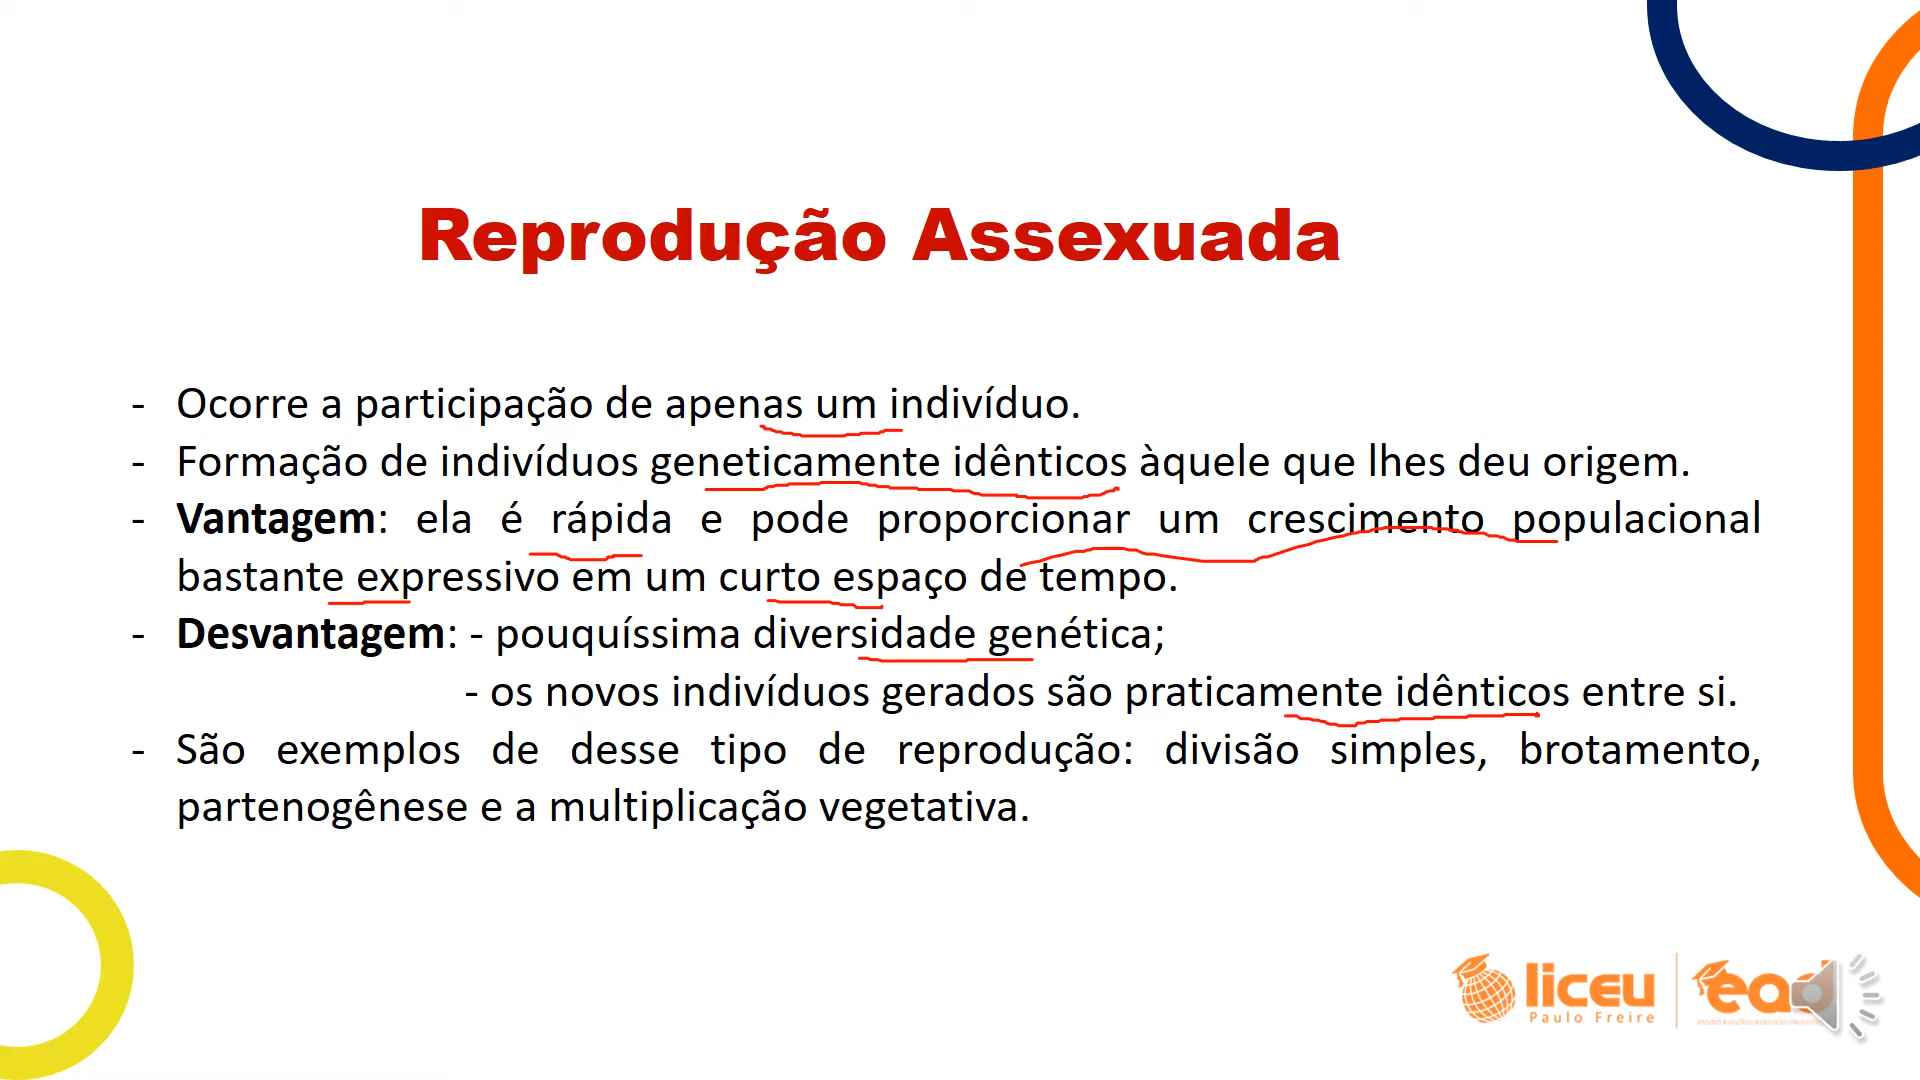 Reprodução Assexuada
- Ocorre a participação de apenas um indivíduo.
- Formação de indivíduos geneticamente idênticos àquele que lhes deu origem.
- Vantagem: ela é rápida e pode proporcionar um crescimento populacional
bastante expressivo em um curto espaço de tempo.
- Desvantagem: - pouquíssima diversidade genética;
- os novos indivíduos gerados são praticamente idênticos entre si.
- São exemplos de desse tipo de reprodução: divisão simples, brotamento,
partenogênese e a multiplicação vegetativa.
liceu
Paulo Freire
ead